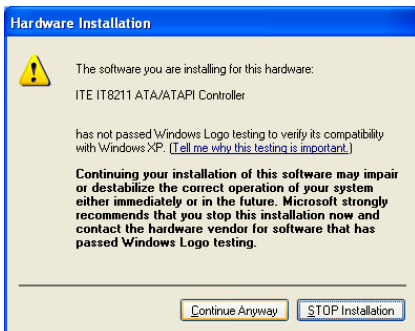 Hardware Installation
The software you are installing for this hardware:
ITE IT8211 ATA/ATAPI Controller
has not passed Windows Logo testing to verify its compatibility
with Windows XP. (Tell me why this testing is important.)
Continuing your installation of this software may impair
or destabilize the correct operation of your system
either immediately or in the future. Microsoft strongly
recommends that you stop this installation now and
contact the hardware vendor for software that has
passed Windows Logo testing.
Continue Anyway STOP Installation